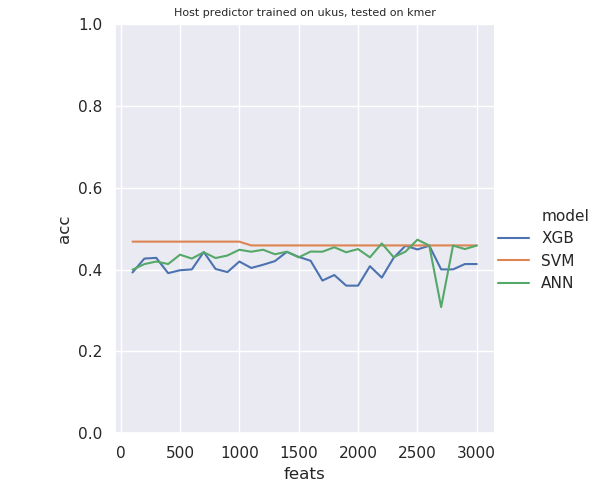 Host predictor trained on ukus, tested on kmer
1.0
0.8
0.6
0.4
0.2
0.0
acc
0 500 1000 1500 2000 2500 3000
feats
model
XGB
SVM
ANN